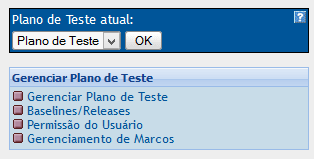 Plano de Teste atual: ?
Plano de Teste OK
Gerenciar Plano de Teste
Gerenciar Plano de Teste
Baselines/Releases
Permissão do Usuário
Gerenciamento de Marcos